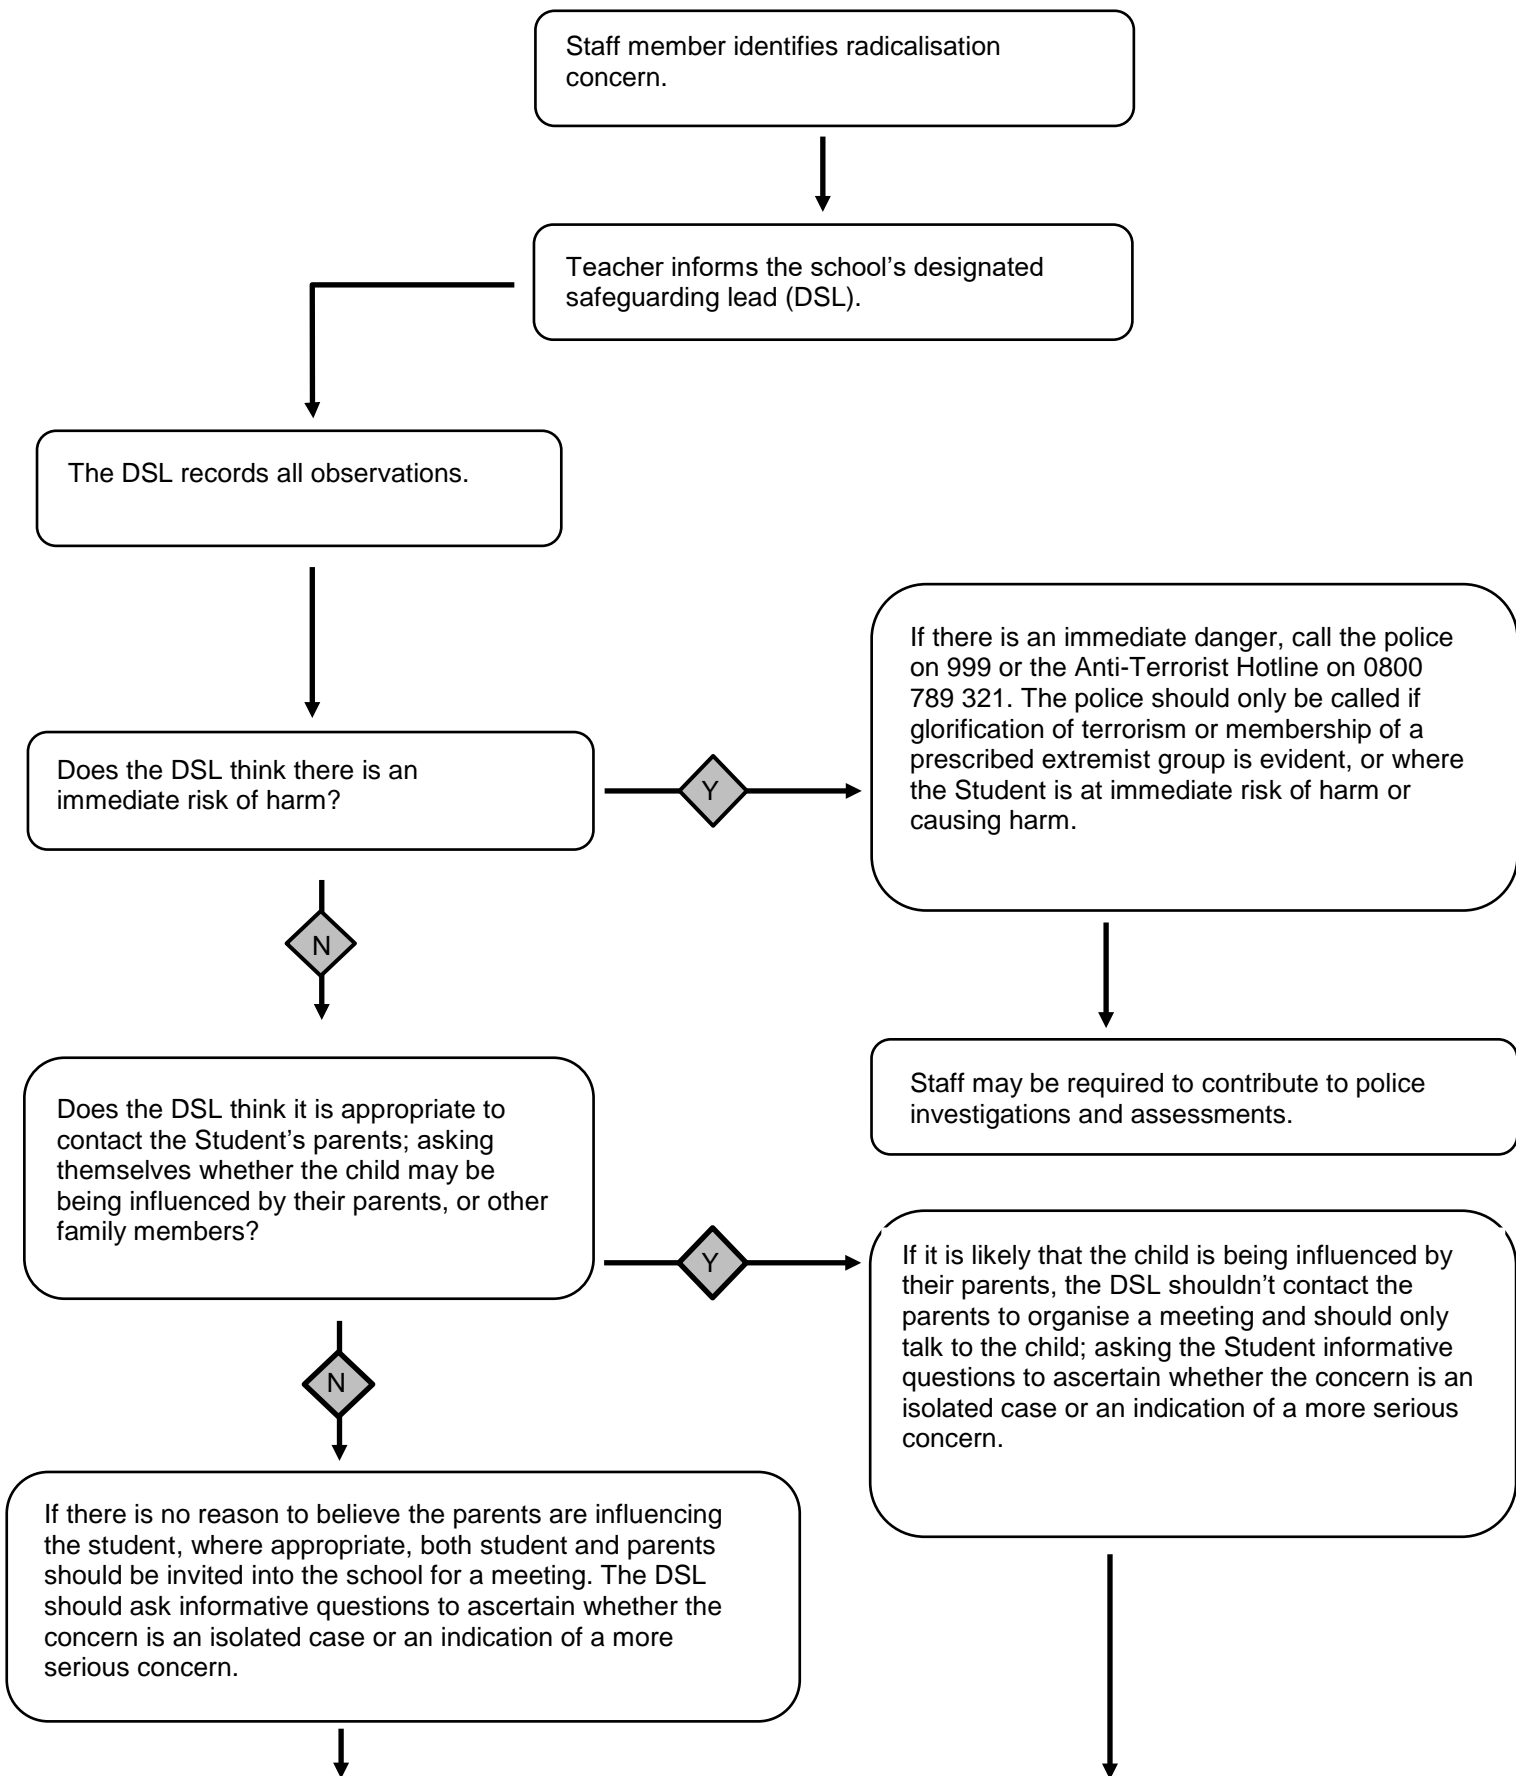 Staff member identifies radicalisation
concern.
Teacher informs the school’s designated
safeguarding lead (DSL).
The DSL records all observations.
If there is an immediate danger, call the police
on 999 or the Anti-Terrorist Hotline on 0800
789 321. The police should only be called if
glorification of terrorism or membership of a
prescribed extremist group is evident, or where
the Student is at immediate risk of harm or
causing harm.
Does the DSL think there is an
immediate risk of harm?
Y
N
Staff may be required to contribute to police
investigations and assessments.
Does the DSL think it is appropriate to
contact the Student’s parents; asking
themselves whether the child may be
being influenced by their parents, or other
family members?
Y
If it is likely that the child is being influenced by
their parents, the DSL shouldn’t contact the
parents to organise a meeting and should only
talk to the child; asking the Student informative
questions to ascertain whether the concern is an
isolated case or an indication of a more serious
concern.
N
If there is no reason to believe the parents are influencing
the student, where appropriate, both student and parents
should be invited into the school for a meeting. The DSL
should ask informative questions to ascertain whether the
concern is an isolated case or an indication of a more
serious concern.